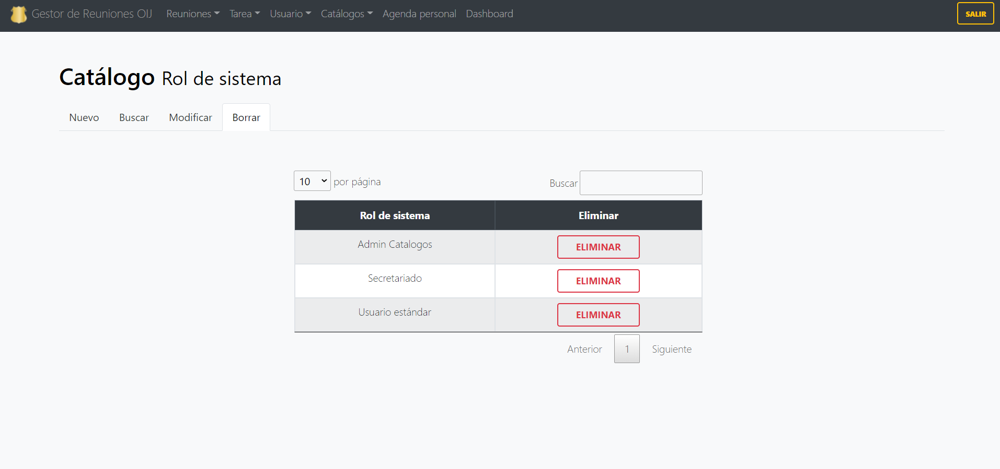 Gestor de Reuniones OIJ Reuniones Tarea Usuario Catálogos Agenda personal Dashboard SALIR
Catálogo Rol de sistema
Nuevo Buscar Modificar Borrar
10 por página Buscar
Rol de sistema Eliminar
Admin Catalogos ELIMINAR
Secretariado ELIMINAR
Usuario estándar ELIMINAR
Anterior 1 Siguiente